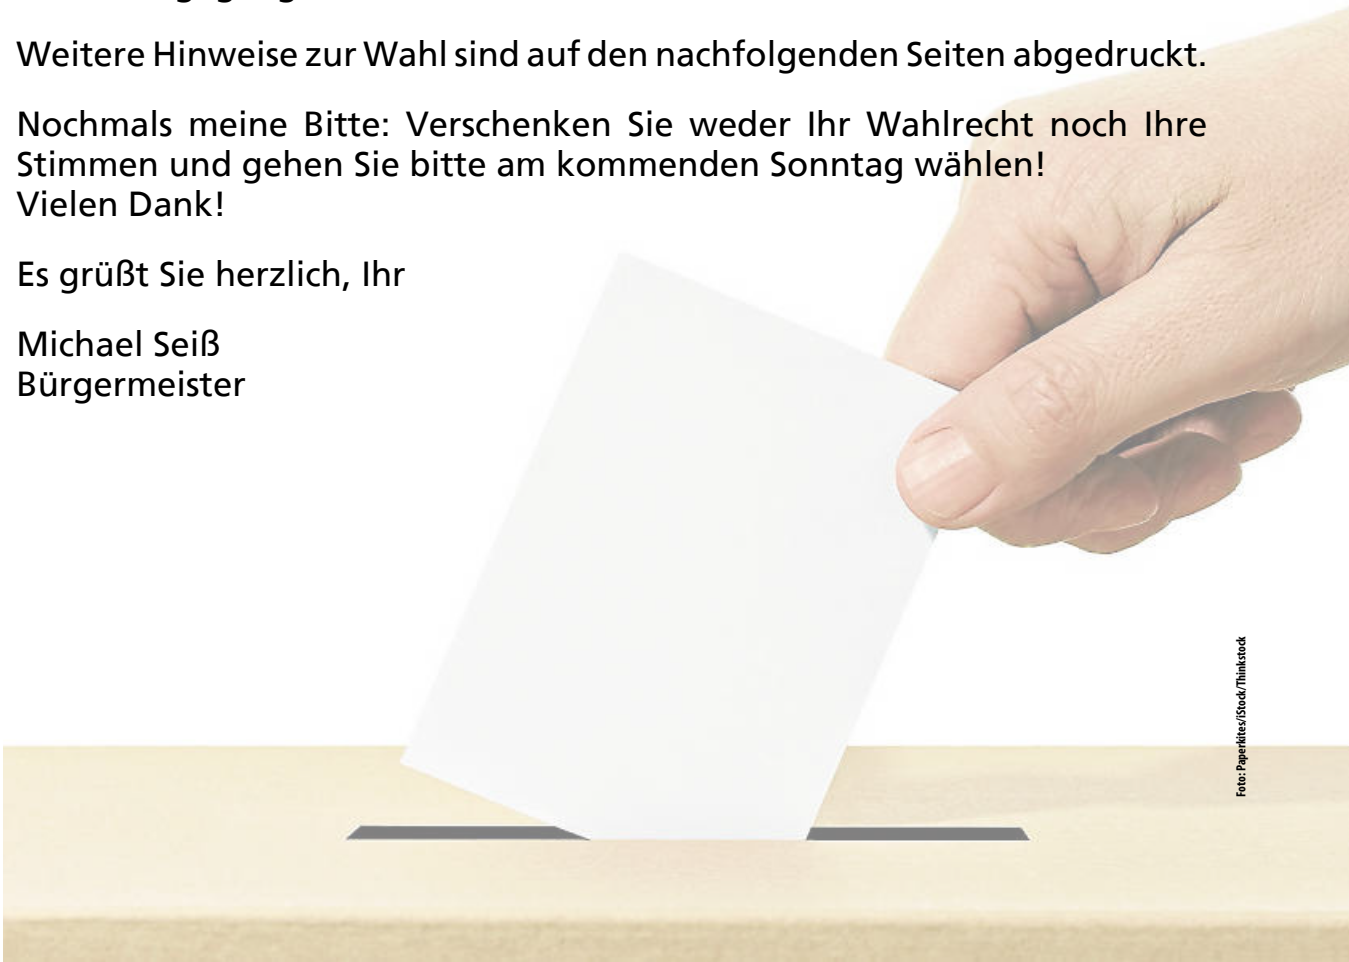 Weitere Hinweise zur Wahl sind auf den nachfolgenden Seiten abgedruckt.
Nochmals meine Bitte: Verschenken Sie weder Ihr Wahlrecht noch Ihre
Stimmen und gehen Sie bitte am kommenden Sonntag wählen!
Vielen Dank!
Es grüßt Sie herzlich, Ihr
Michael Seiß
Bürgermeister
Foto: Paperkites/iStock/Thinkstock